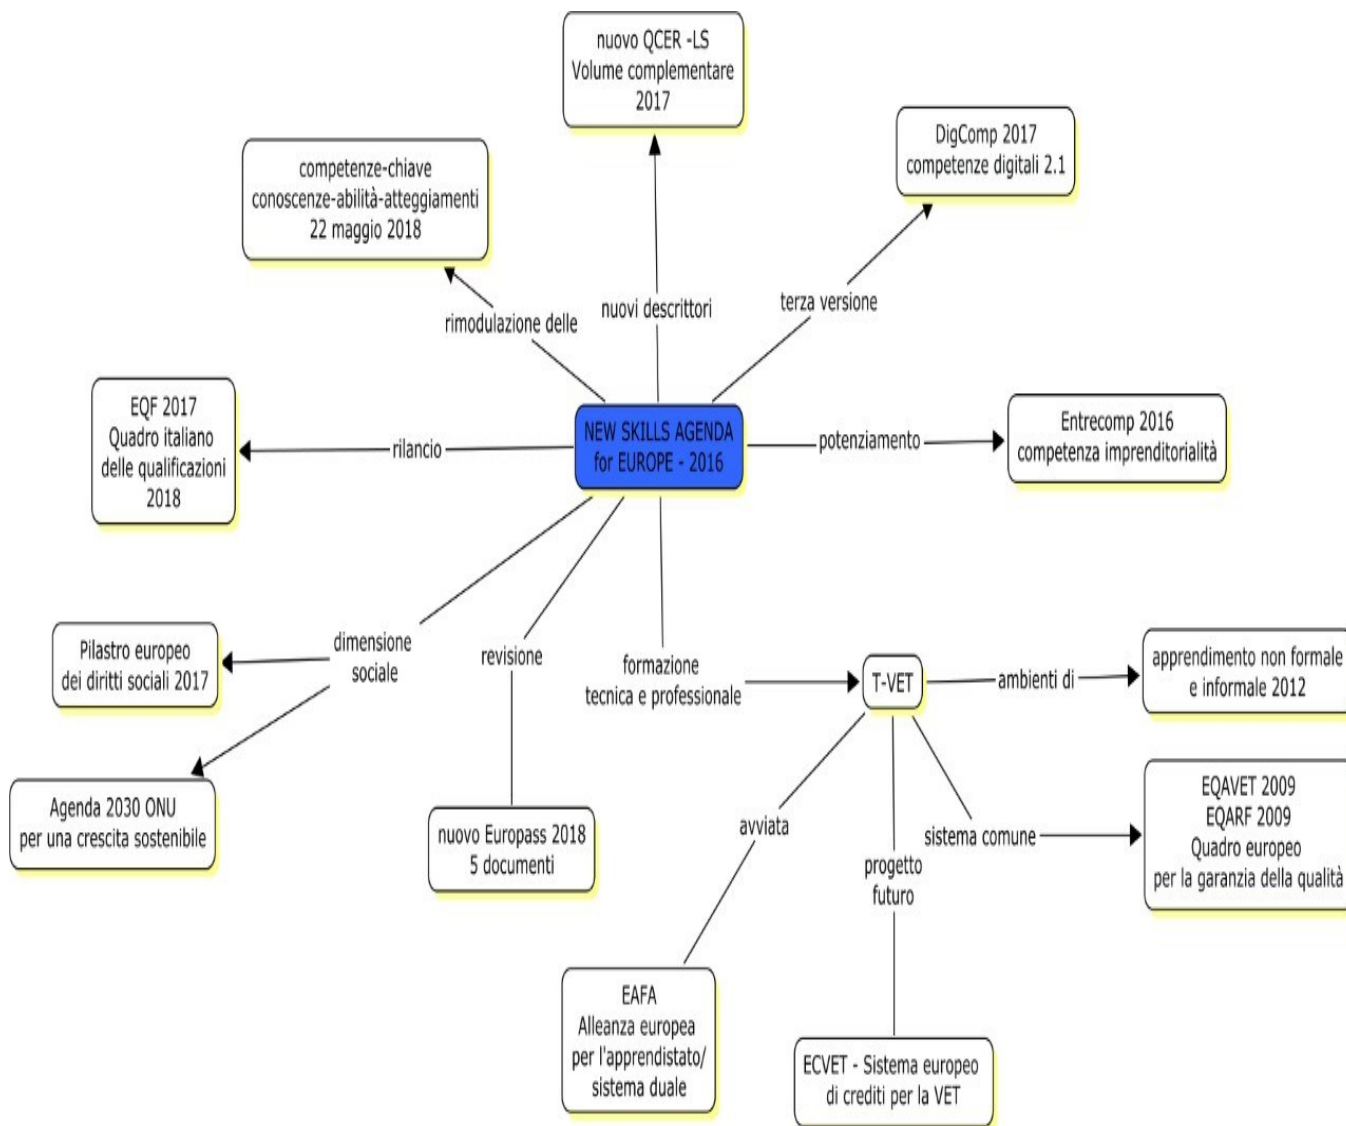 nuovo QCER -LS
Volume complementare
2017
DigComp 2017
competenze digitali 2.1
competenze-chiave
conoscenze-abilità-atteggiamenti
22 maggio 2018
nuovi descrittori
terza versione
rimodulazione delle
EQF 2017
Quadro italiano
delle qualificazioni
2018
rilancio
NEW SKILLS AGENDA
for EUROPE - 2016
potenziamento
Entrecomp 2016
competenza imprenditorialità
Pilastro europeo
dei diritti sociali 2017
dimensione
sociale
revisione
formazione
tecnica e professionale
T-VET
ambienti di
apprendimento non formale
e informale 2012
Agenda 2030 ONU
per una crescita sostenibile
nuovo Europass 2018
5 documenti
avviata
progetto
futuro
sistema comune
EQAVET 2009
EQARF 2009
Quadro europeo
per la garanzia della qualità
EAFA
Alleanza europea
per l'apprendistato/
sistema duale
ECVET - Sistema europeo
di crediti per la VET